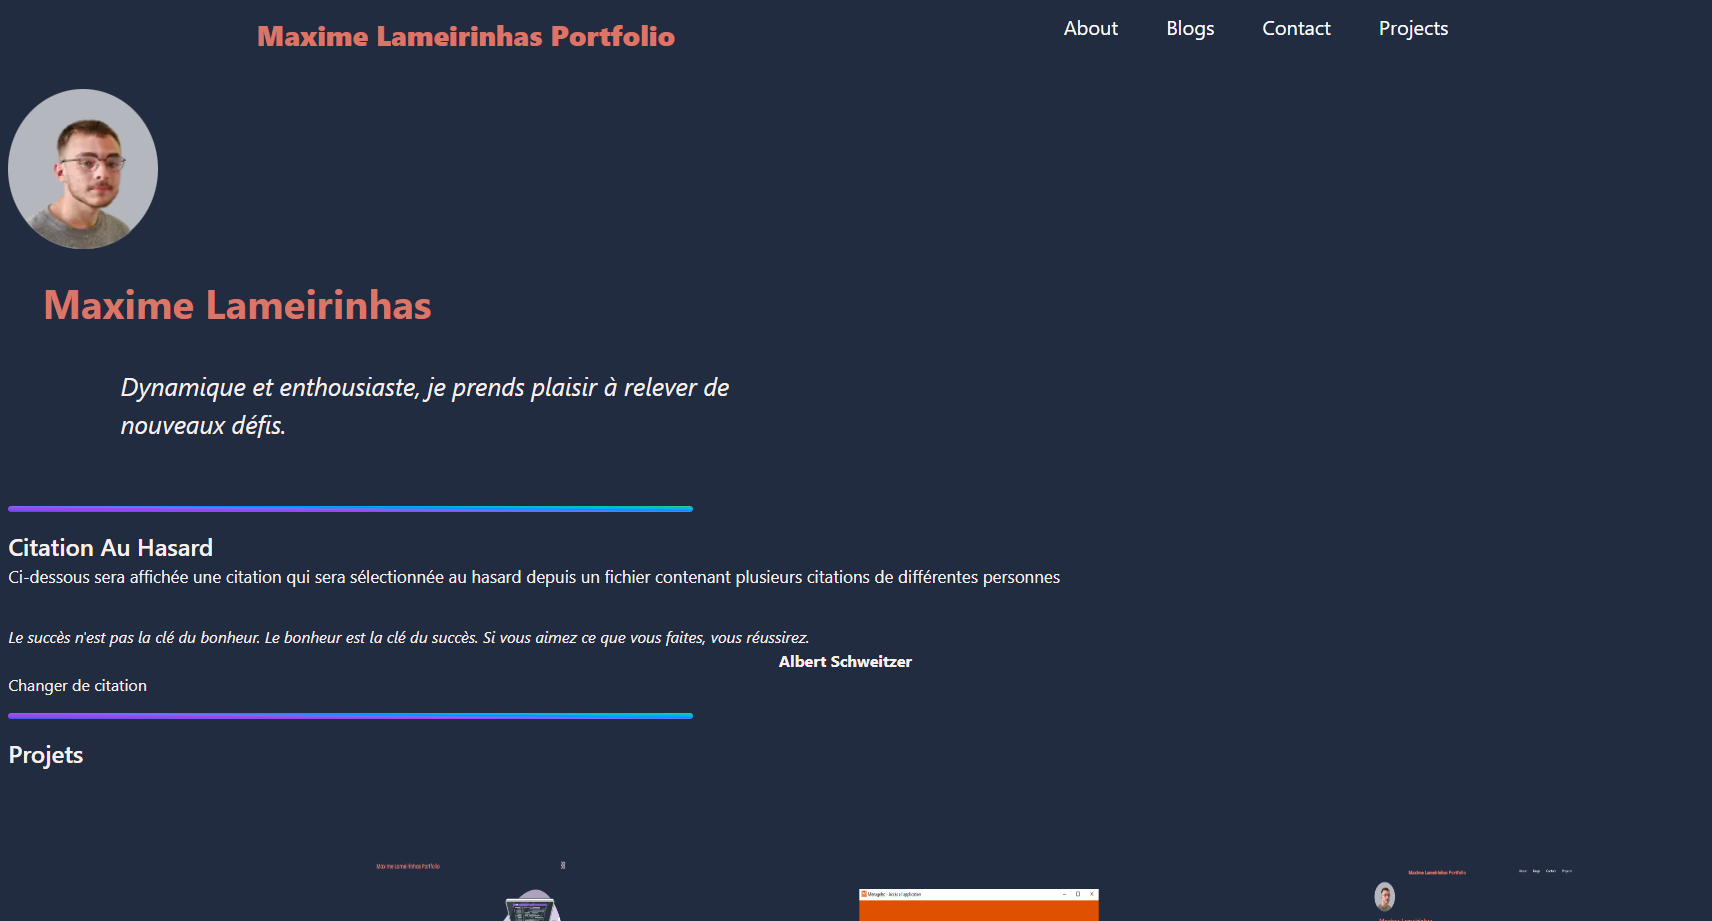 Maxime Lameirinhas Portfolio
About Blogs Contact Projects
Maxime Lameirinhas
Dynamique et enthousiaste, je prends plaisir à relever de
nouveaux défis.
Citation Au Hasard
Ci-dessous sera affichée une citation qui sera sélectionnée au hasard depuis un fichier contenant plusieurs citations de différentes personnes
Le succès n'est pas la clé du bonheur. Le bonheur est la clé du succès. Si vous aimez ce que vous faites, vous réussirez.
Albert Schweitzer
Changer de citation
Projets
Maxime Lameirinhas Portfolio
Maxime Lameirinhas Portfolio
About Blogs Contact Projects